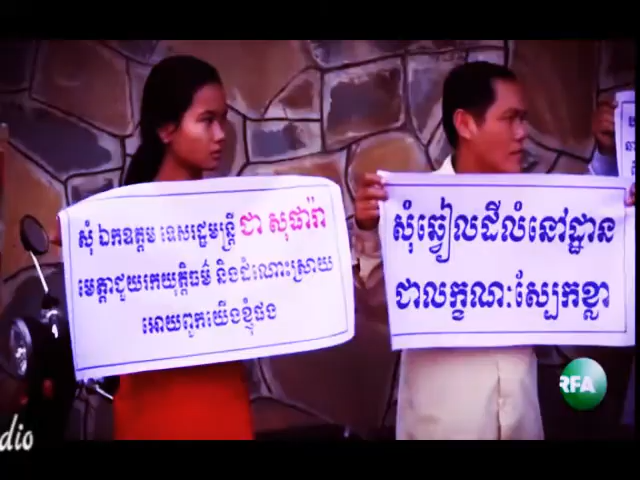 សុំ ឯកឧត្តម ទេសរដ្ឋមន្ត្រី ជា សុផារ៉ា
មេត្តាជួយរកយុត្តិធម៌ និងដំណោះស្រាយ
អោយពួកយើងខ្ញុំផង
សុំឆ្វៀលដីលំនៅដ្ឋាន
ជាលក្ខណៈស្បែកខ្លា
RFA
dio